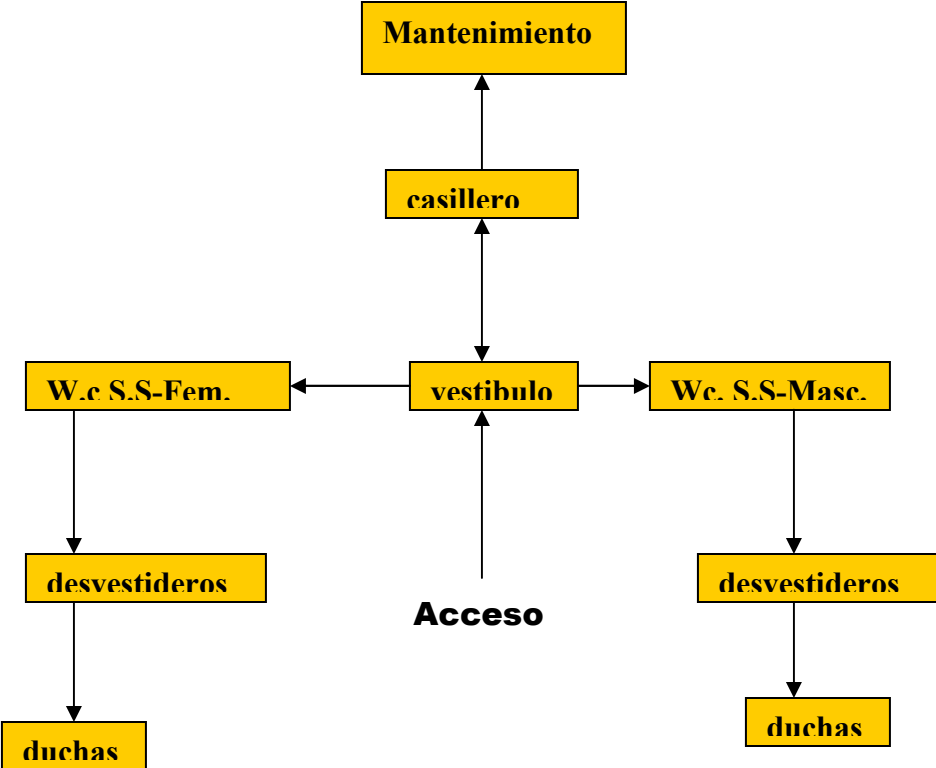 Mantenimiento
casillero
W.c S.S-Fem.
vestibulo
Wc. S.S-Masc.
desvestideros
desvestideros
Acceso
duchas
duchas